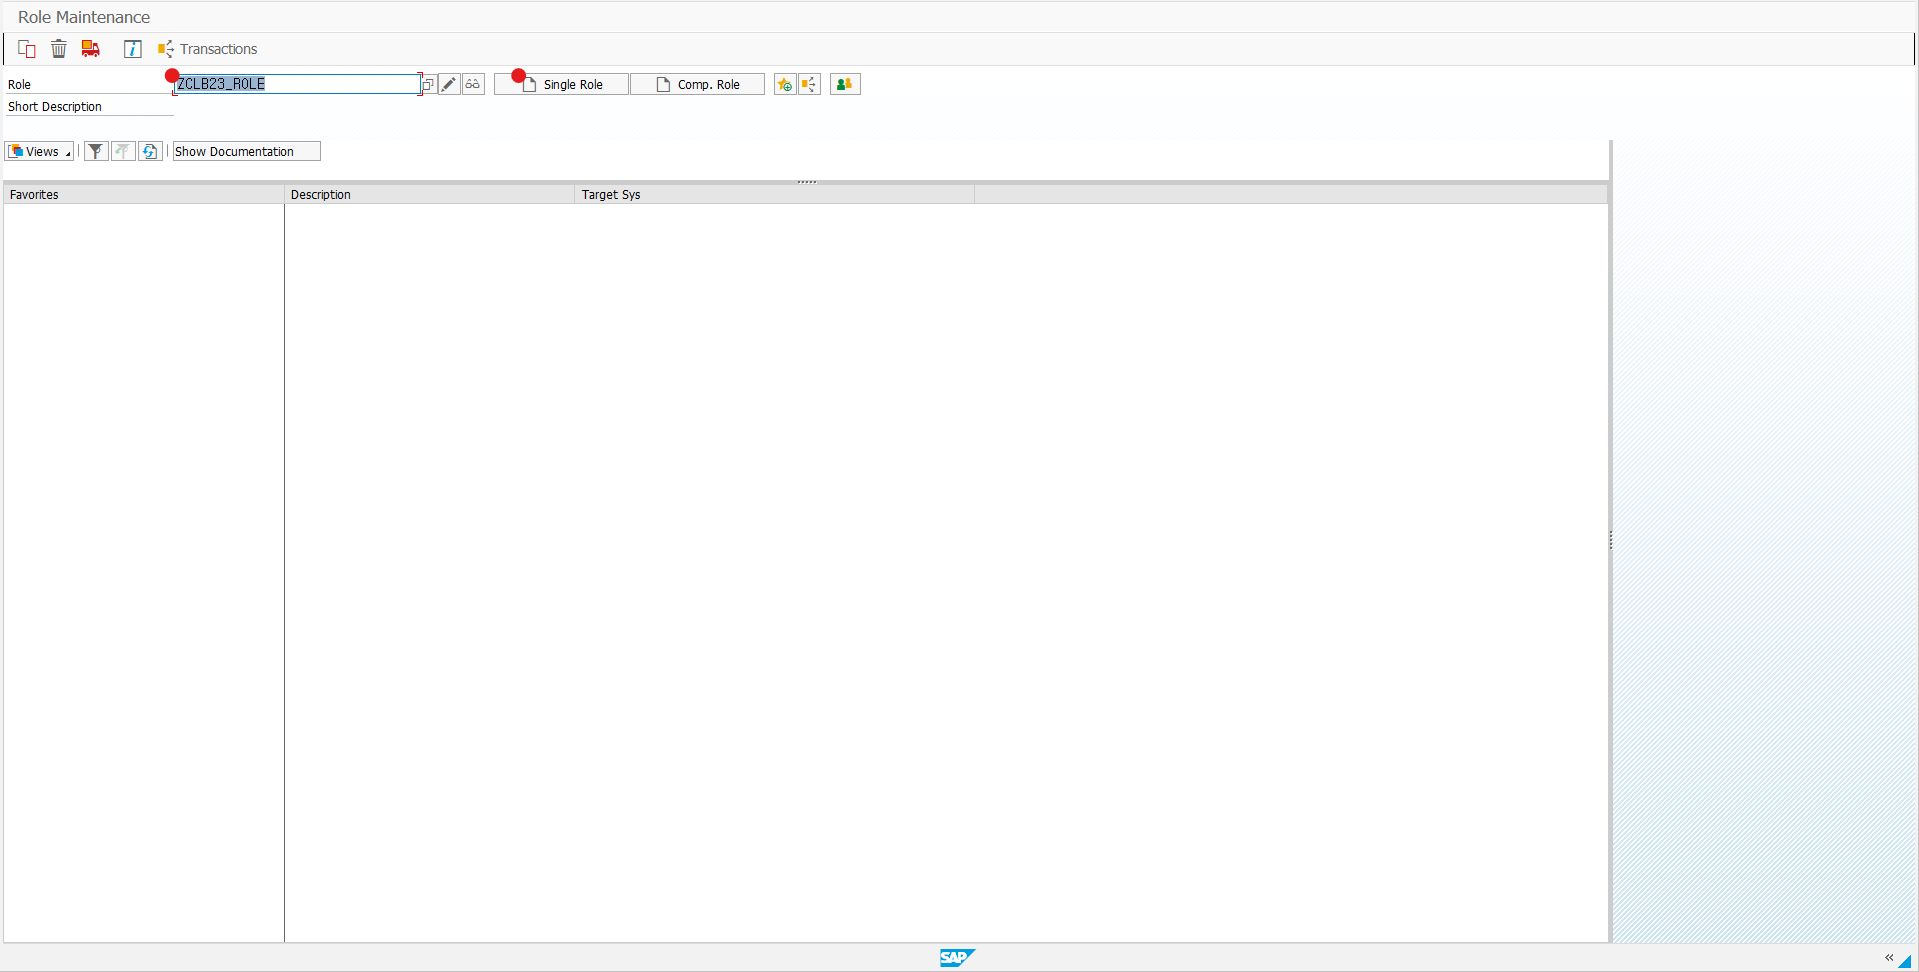 Role Maintenance
Transactions
Role ZCLB23_ROLE Single Role Comp. Role
Short Description
Views Show Documentation
Favorites Description Target Sys
SAP